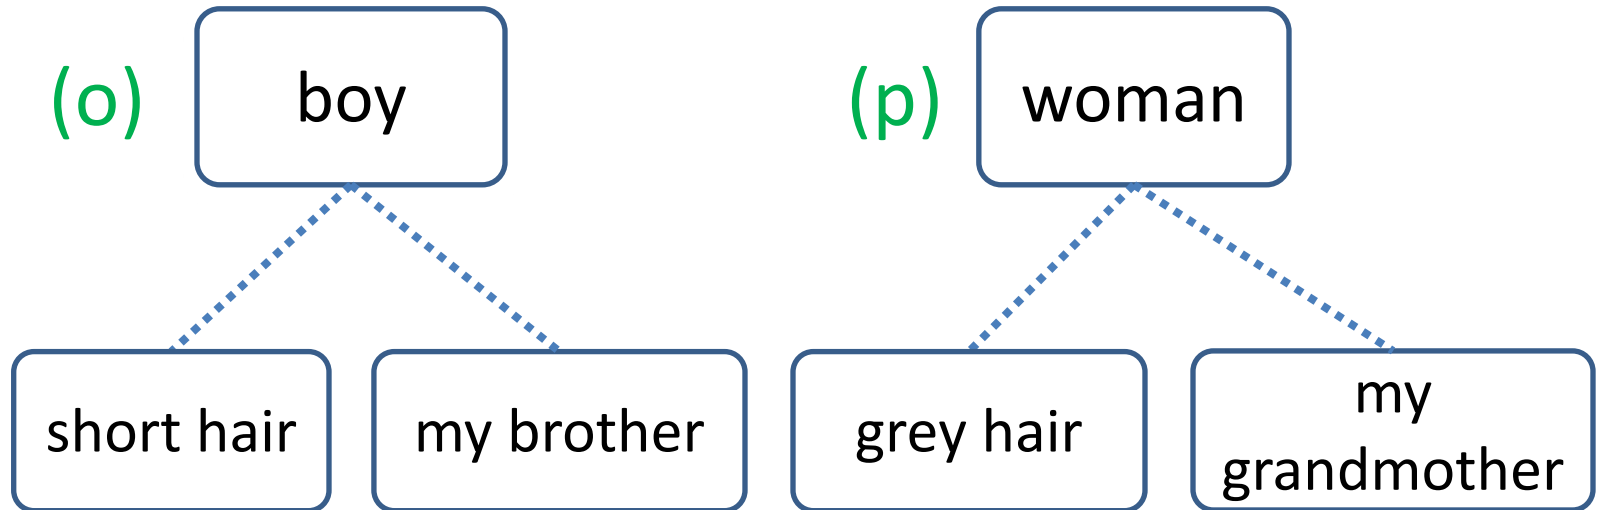 (o)
boy
(p)
woman
short hair
my brother
grey hair
my
grandmother